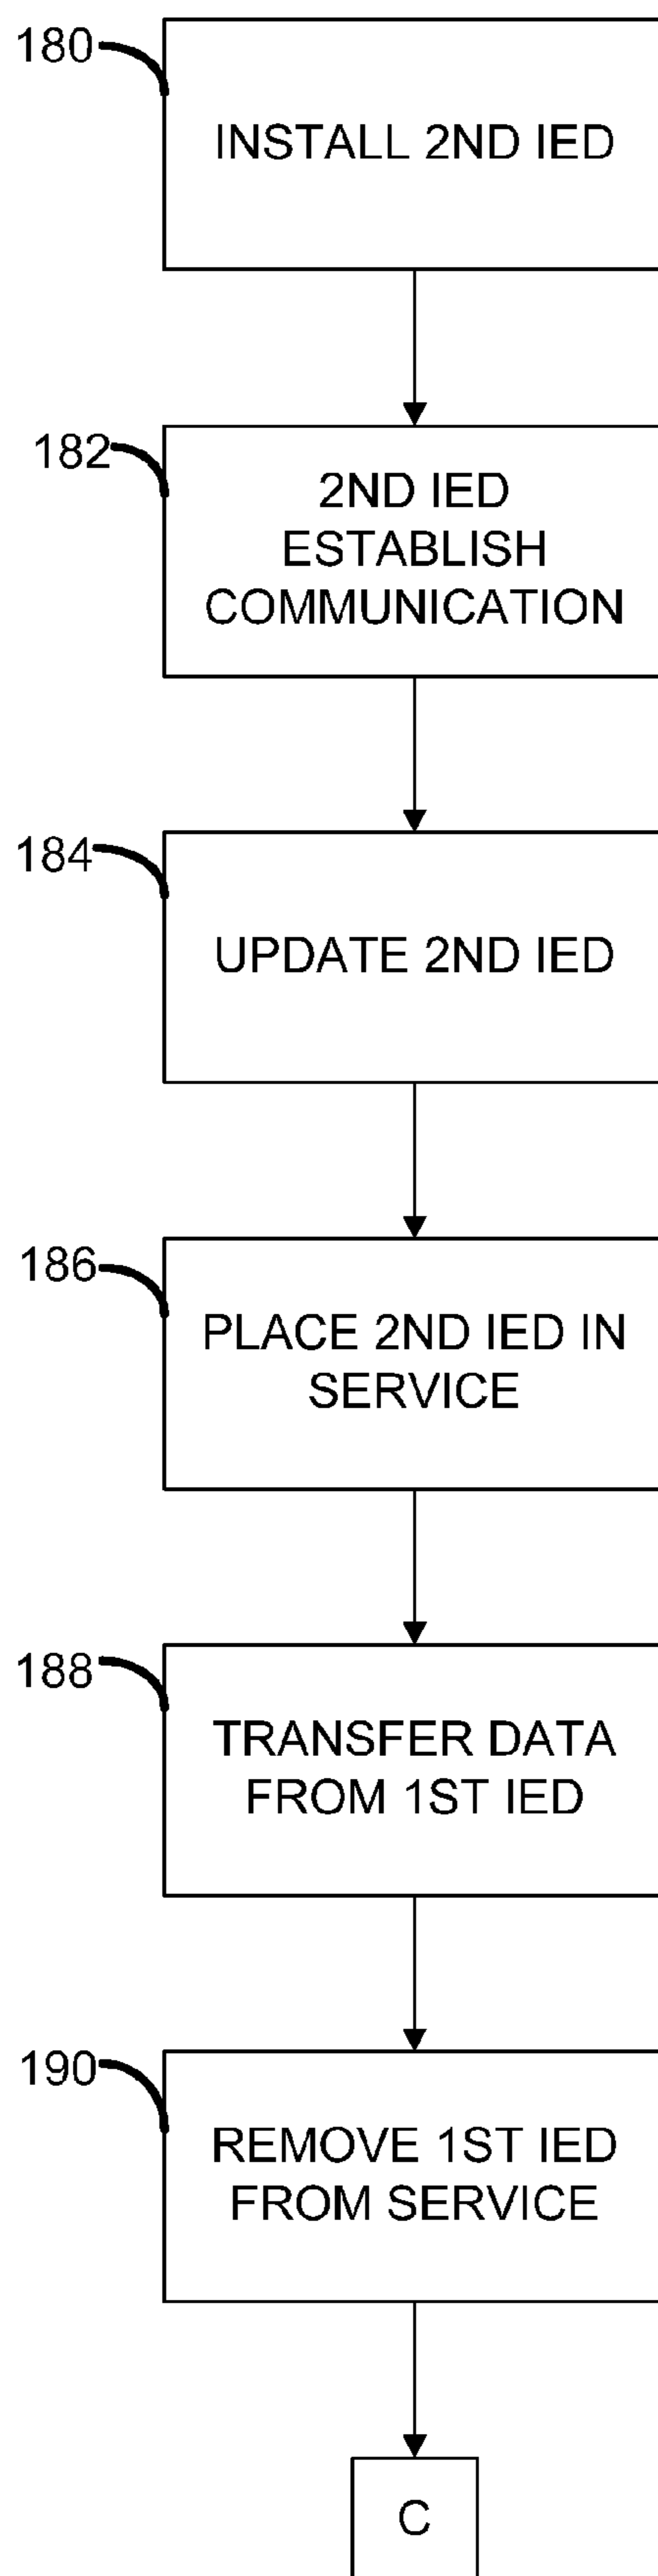 180
INSTALL 2ND IED
182
2ND IED
ESTABLISH
COMMUNICATION
184
UPDATE 2ND IED
186
PLACE 2ND IED IN
SERVICE
188
TRANSFER DATA
FROM 1ST IED
190
REMOVE 1ST IED
FROM SERVICE
C